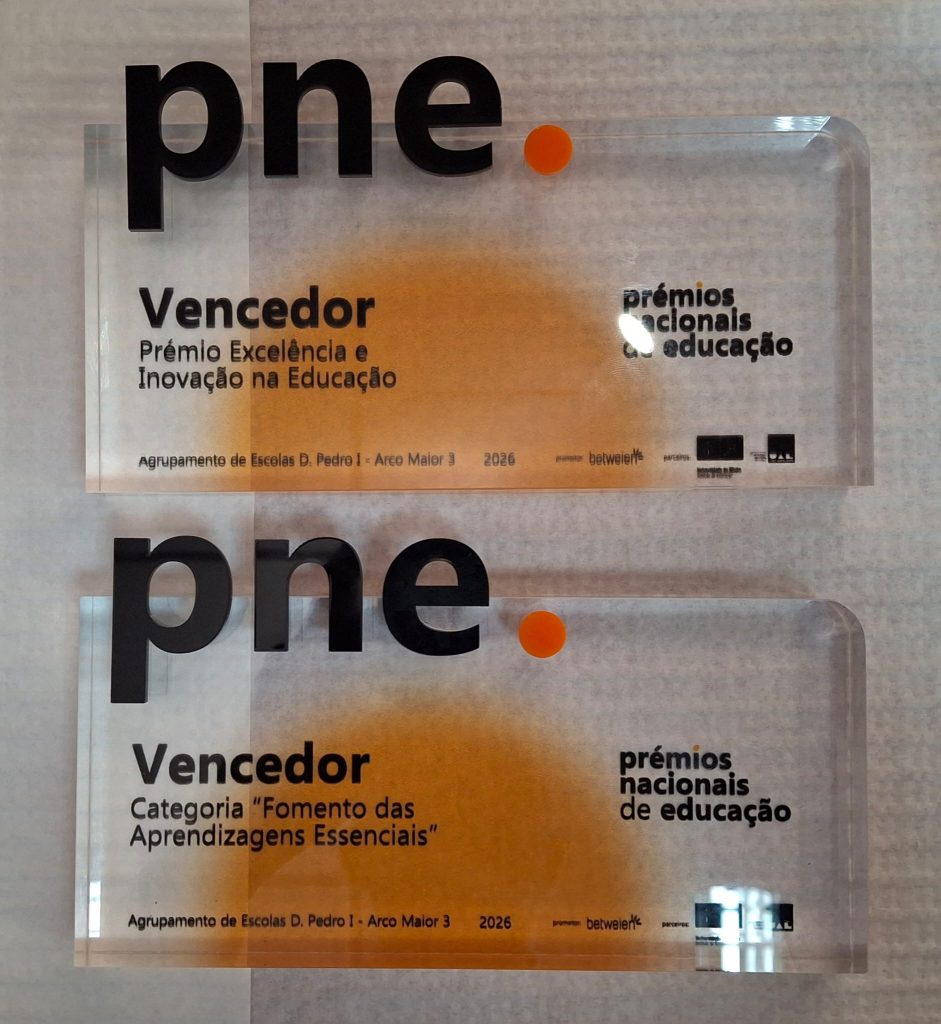 pne.
Vencedor
Prémio Excelência e
Inovação na Educação
prémios
nacionais
de educação
Agrupamento de Escolas D. Pedro I - Arco Maior 3 2026
promotor: betweien
parceiros:
UAL
pne.
Vencedor
Categoria “Fomento das
Aprendizagens Essenciais”
prémios
nacionais
de educação
Agrupamento de Escolas D. Pedro I - Arco Maior 3 2026
promotor: betweien
parceiros: